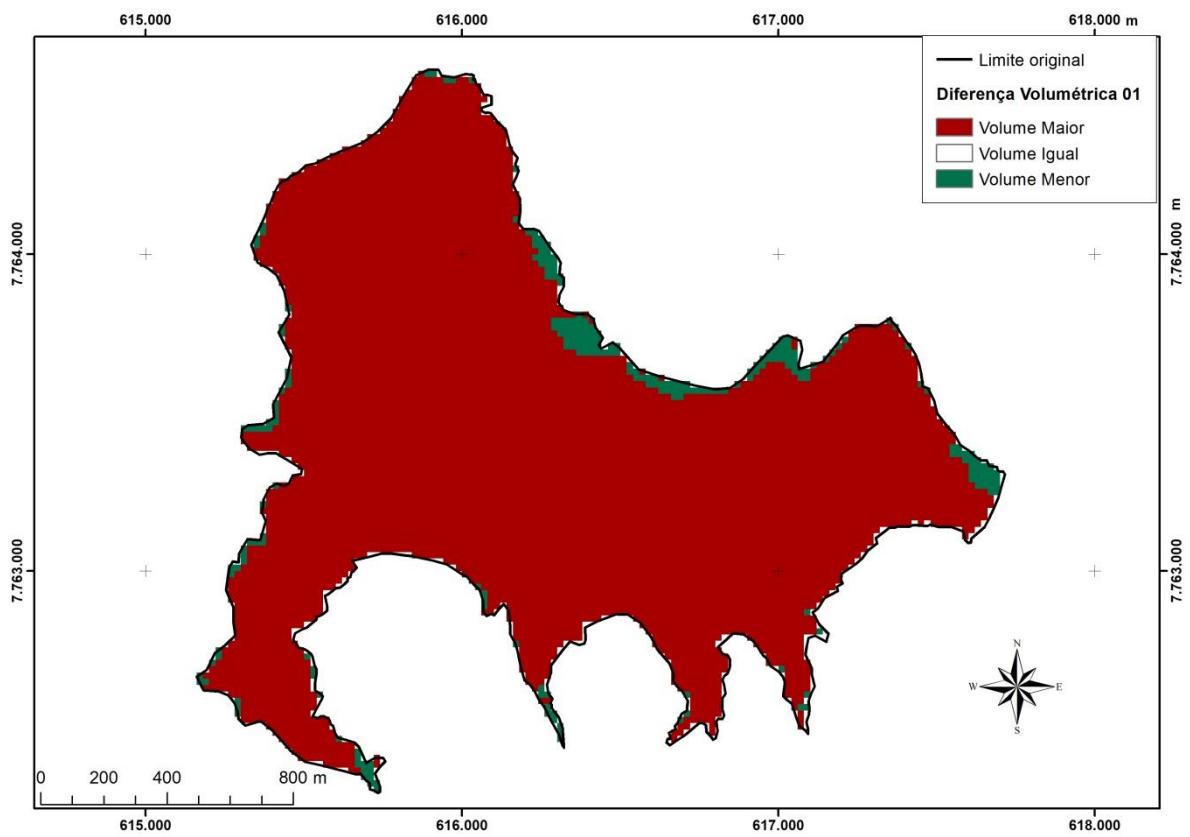 615.000 616.000 617.000 618.000 m
Limite original
Diferença Volumétrica 01
Volume Maior
Volume Igual
Volume Menor
m
7.764.000 7.764.000
7.763.000 7.763.000
N
W E
S
0 200 400 800 m
615.000 616.000 617.000 618.000